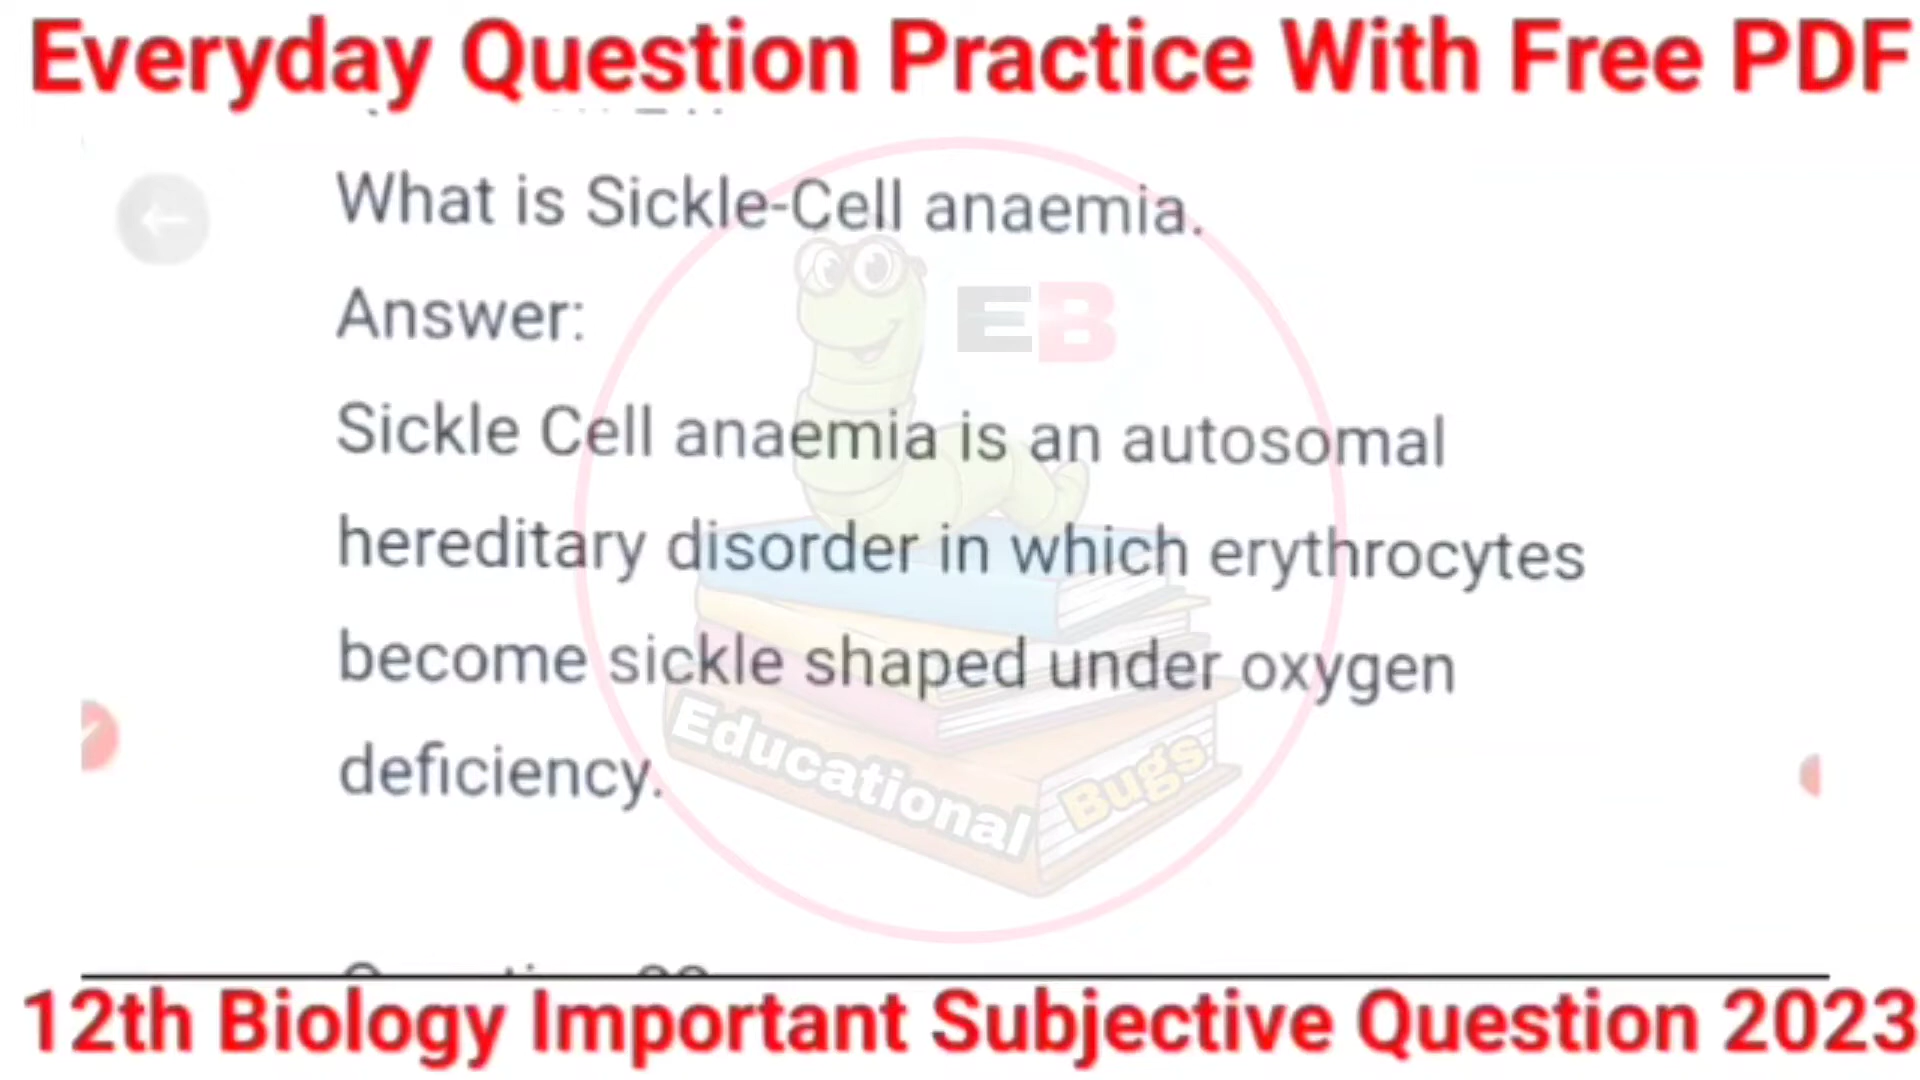 Everyday Question Practice With Free PDF
What is Sickle-Cell anaemia.
EB
Answer:
Sickle Cell anaemia is an autosomal
hereditary disorder in which erythrocytes
become sickle shaped under oxygen
deficiency.
Educational Bugs
12th Biology Important Subjective Question 2023